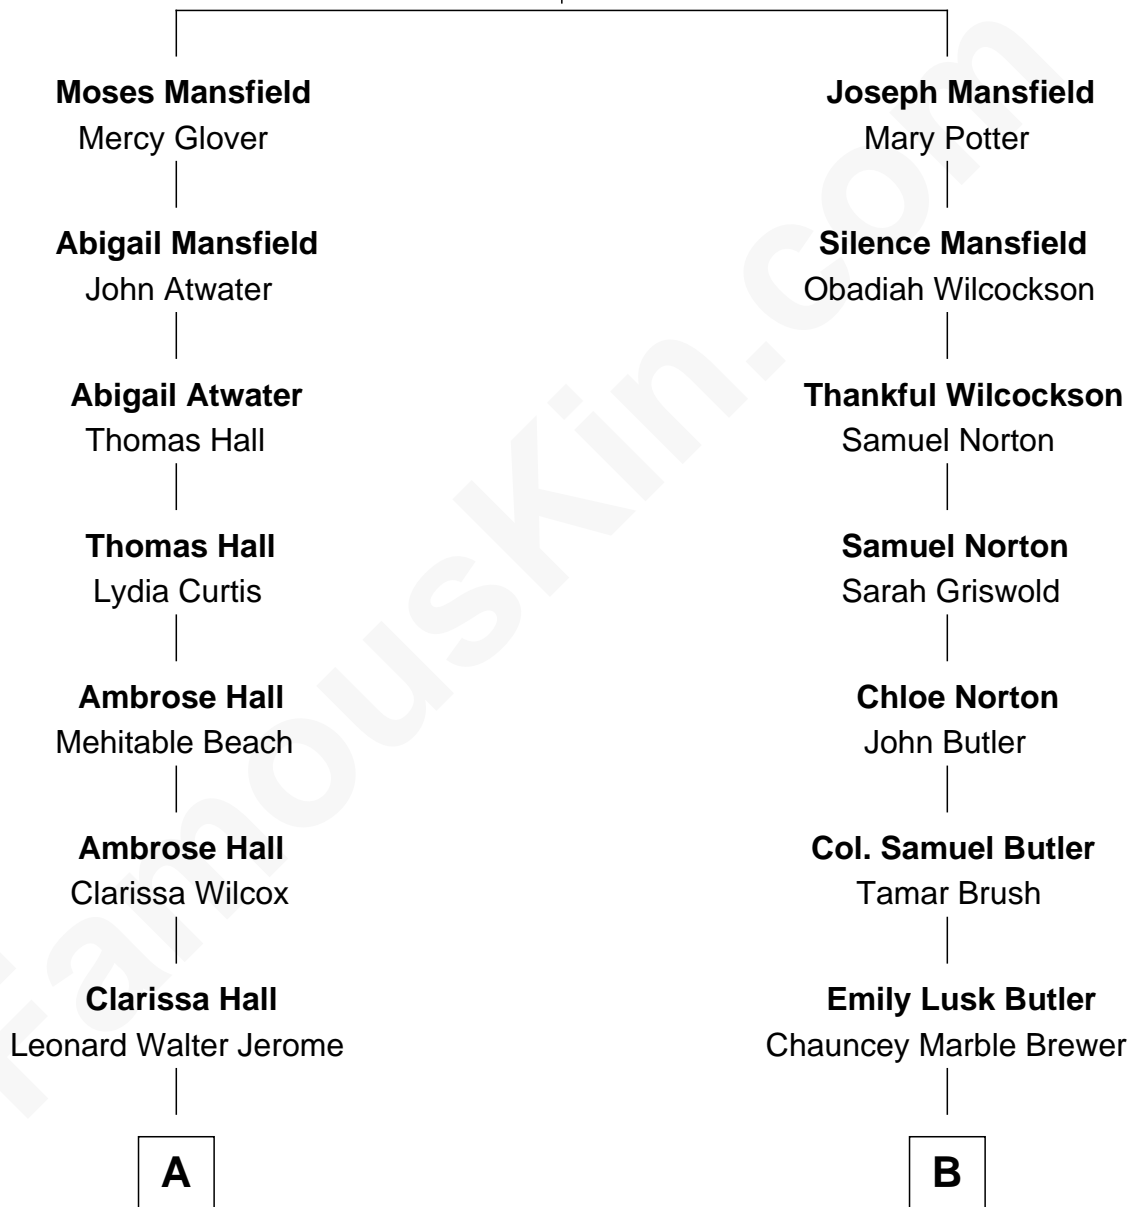 Moses Mansfield
Mercy Glover
Abigail Mansfield
John Atwater
Abigail Atwater
Thomas Hall
Thomas Hall
Lydia Curtis
Ambrose Hall
Mehitable Beach
Ambrose Hall
Clarissa Wilcox
Clarissa Hall
Leonard Walter Jerome
A
Joseph Mansfield
Mary Potter
Silence Mansfield
Obadiah Wilcockson
Thankful Wilcockson
Samuel Norton
Samuel Norton
Sarah Griswold
Chloe Norton
John Butler
Col. Samuel Butler
Tamar Brush
Emily Lusk Butler
Chauncey Marble Brewer
B
FamousKin.com